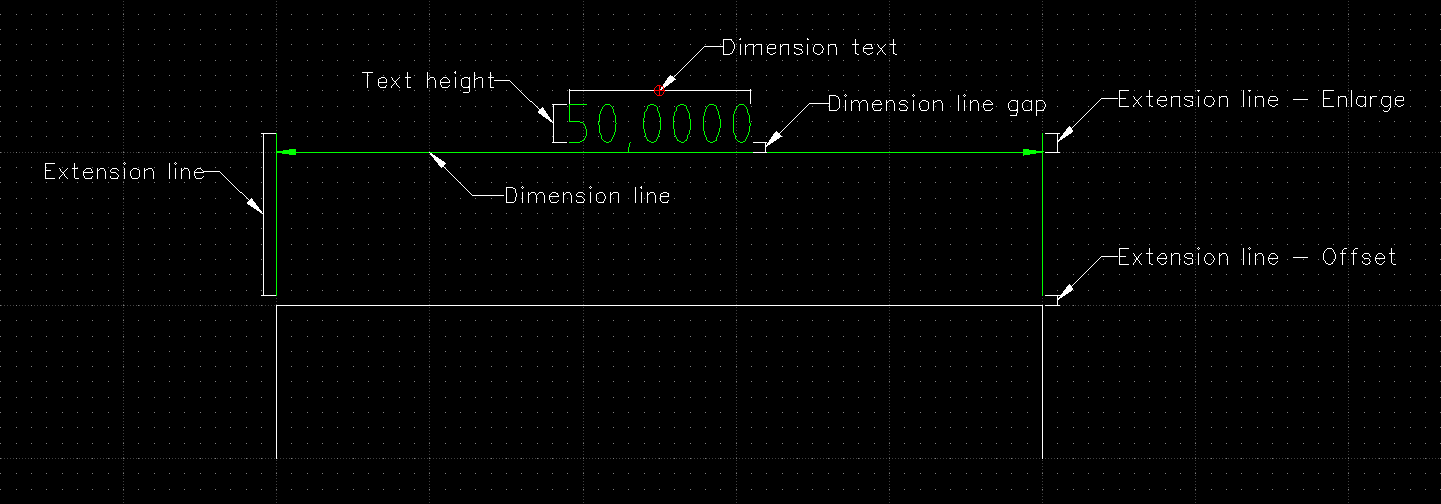 Dimension text
Text height
Extension line – Enlarge
Dimension line gap
50,0000
Extension line
Dimension line
Extension line – Offset